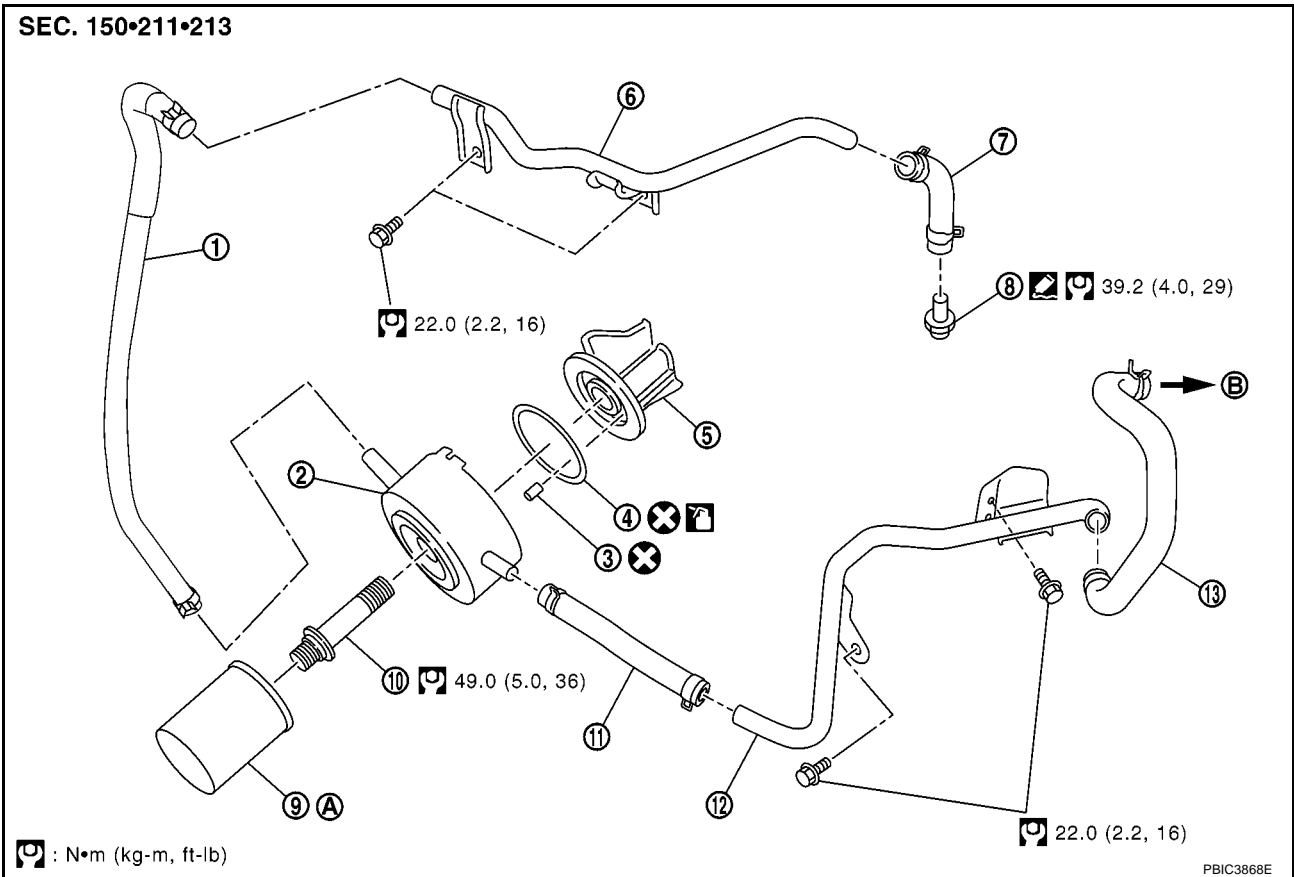 SEC. 150•211•213
6
7
1
8 39.2 (4.0, 29)
22.0 (2.2, 16)
B
5
2
4
3
13
10 49.0 (5.0, 36)
11
12
9 A
22.0 (2.2, 16)
: N•m (kg-m, ft-lb)
PBIC3868E